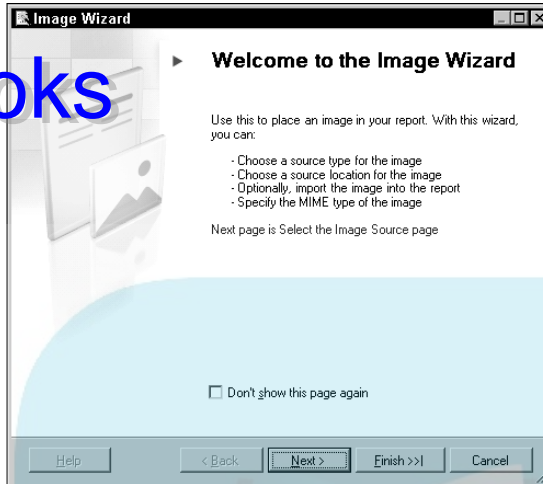 Image Wizard
oks
Welcome to the Image Wizard
Use this to place an image in your report. With this wizard,
you can:
- Choose a source type for the image
- Choose a source location for the image
- Optionally, import the image into the report
- Specify the MIME type of the image
Next page is Select the Image Source page
Don't show this page again
Help
< Back
Next >
Finish >>|
Cancel